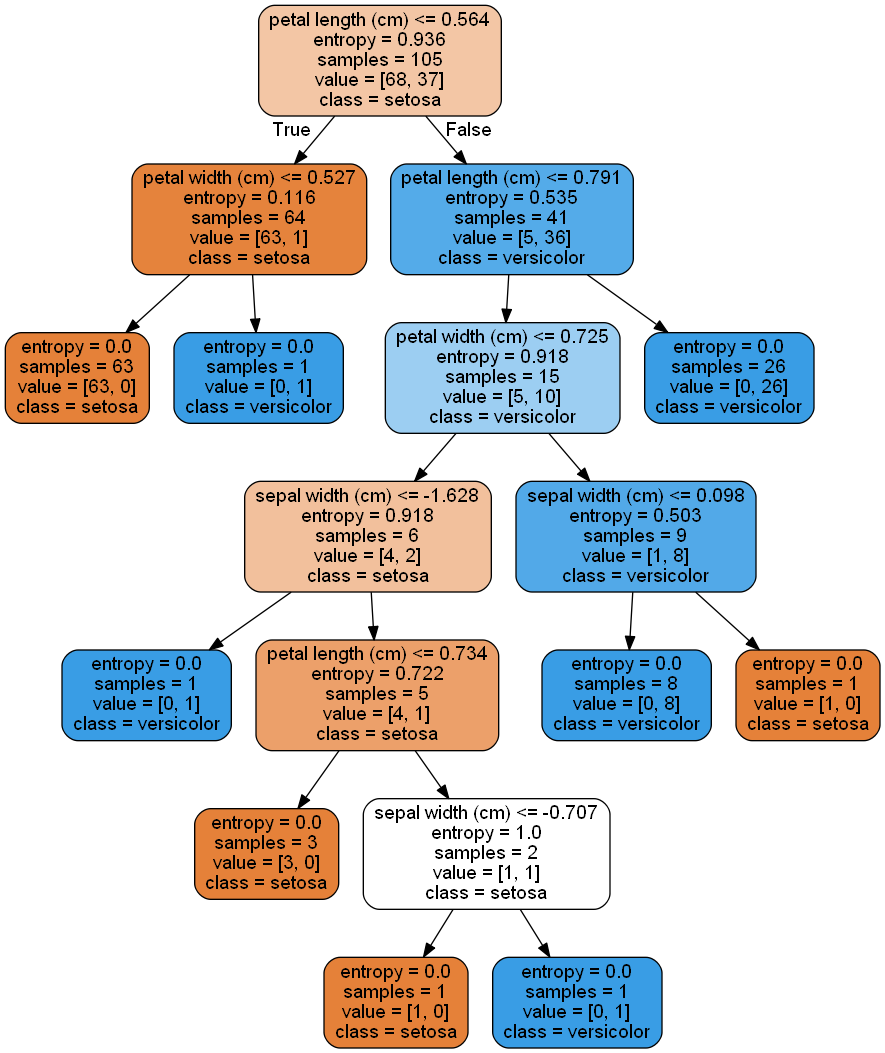 petal length (cm) <= 0.564
entropy = 0.936
samples = 105
value = [68, 37]
class = setosa
True
False
petal width (cm) <= 0.527
entropy = 0.116
samples = 64
value = [63, 1]
class = setosa
petal length (cm) <= 0.791
entropy = 0.535
samples = 41
value = [5, 36]
class = versicolor
entropy = 0.0
samples = 63
value = [63, 0]
class = setosa
entropy = 0.0
samples = 1
value = [0, 1]
class = versicolor
petal width (cm) <= 0.725
entropy = 0.918
samples = 15
value = [5, 10]
class = versicolor
entropy = 0.0
samples = 26
value = [0, 26]
class = versicolor
sepal width (cm) <= -1.628
entropy = 0.918
samples = 6
value = [4, 2]
class = setosa
sepal width (cm) <= 0.098
entropy = 0.503
samples = 9
value = [1, 8]
class = versicolor
entropy = 0.0
samples = 1
value = [0, 1]
class = versicolor
petal length (cm) <= 0.734
entropy = 0.722
samples = 5
value = [4, 1]
class = setosa
entropy = 0.0
samples = 8
value = [0, 8]
class = versicolor
entropy = 0.0
samples = 1
value = [1, 0]
class = setosa
entropy = 0.0
samples = 3
value = [3, 0]
class = setosa
sepal width (cm) <= -0.707
entropy = 1.0
samples = 2
value = [1, 1]
class = setosa
entropy = 0.0
samples = 1
value = [1, 0]
class = setosa
entropy = 0.0
samples = 1
value = [0, 1]
class = versicolor